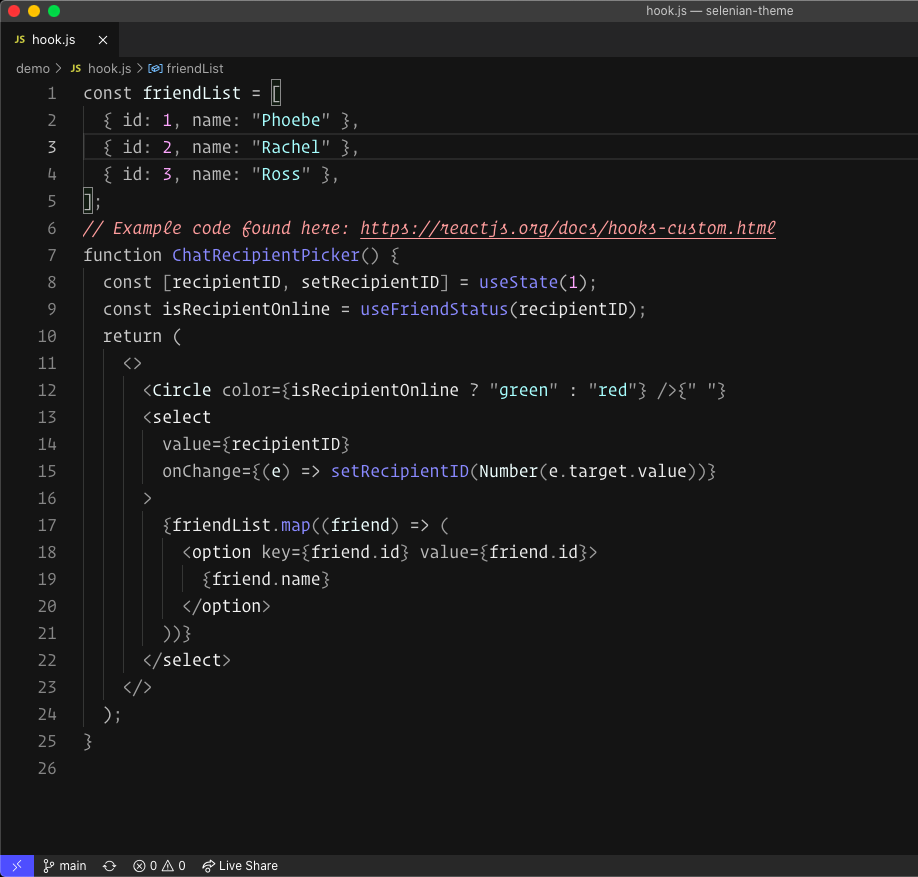 hook.js — selenian-theme
JS hook.js ×
demo > JS hook.js > friendList
1 const friendList = [
2   { id: 1, name: "Phoebe" },
3   { id: 2, name: "Rachel" },
4   { id: 3, name: "Ross" },
5 ];
6 // Example code found here: https://reactjs.org/docs/hooks-custom.html
7 function ChatRecipientPicker() {
8   const [recipientID, setRecipientID] = useState(1);
9   const isRecipientOnline = useFriendStatus(recipientID);
10   return (
11     <>
12       <Circle color={isRecipientOnline ? "green" : "red"} />{" "}
13       <select
14         value={recipientID}
15         onChange={(e) => setRecipientID(Number(e.target.value))}
16       >
17         {friendList.map((friend) => (
18           <option key={friend.id} value={friend.id}>
19             {friend.name}
20           </option>
21         ))}
22       </select>
23     </>
24   );
25 }
26
main 0 0 Live Share